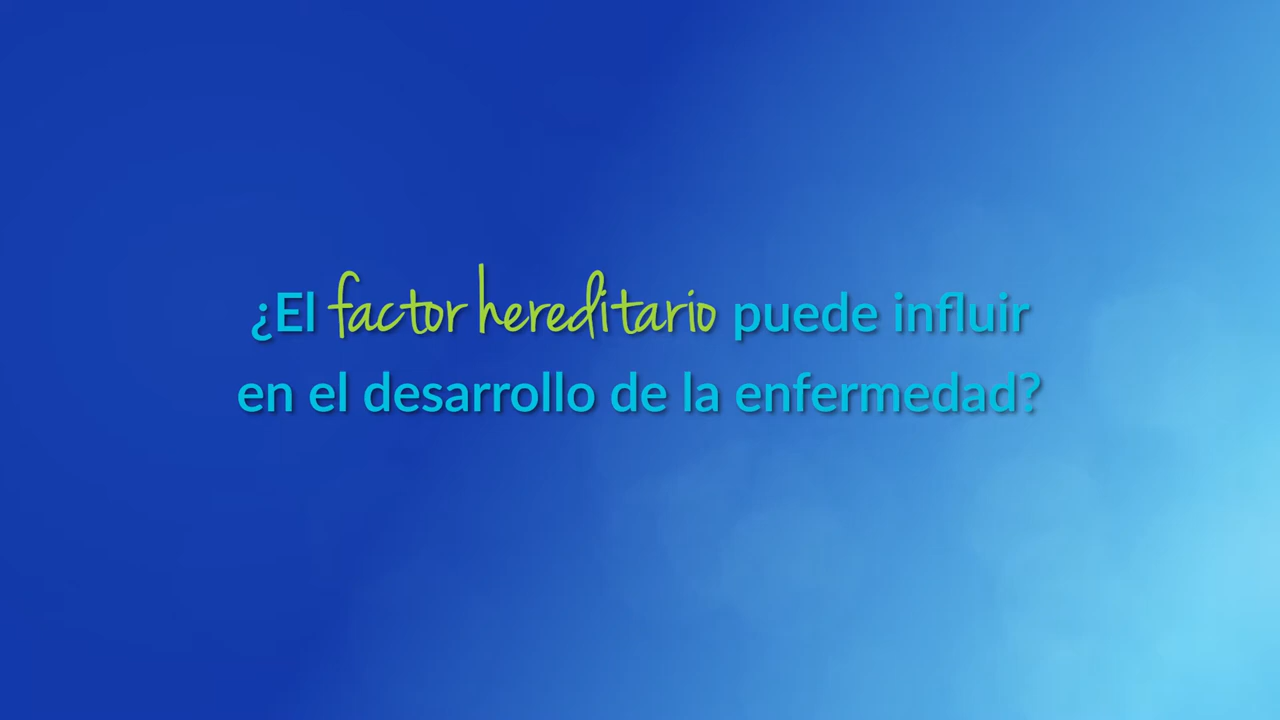 ¿El factor hereditario puede influir
en el desarrollo de la enfermedad?